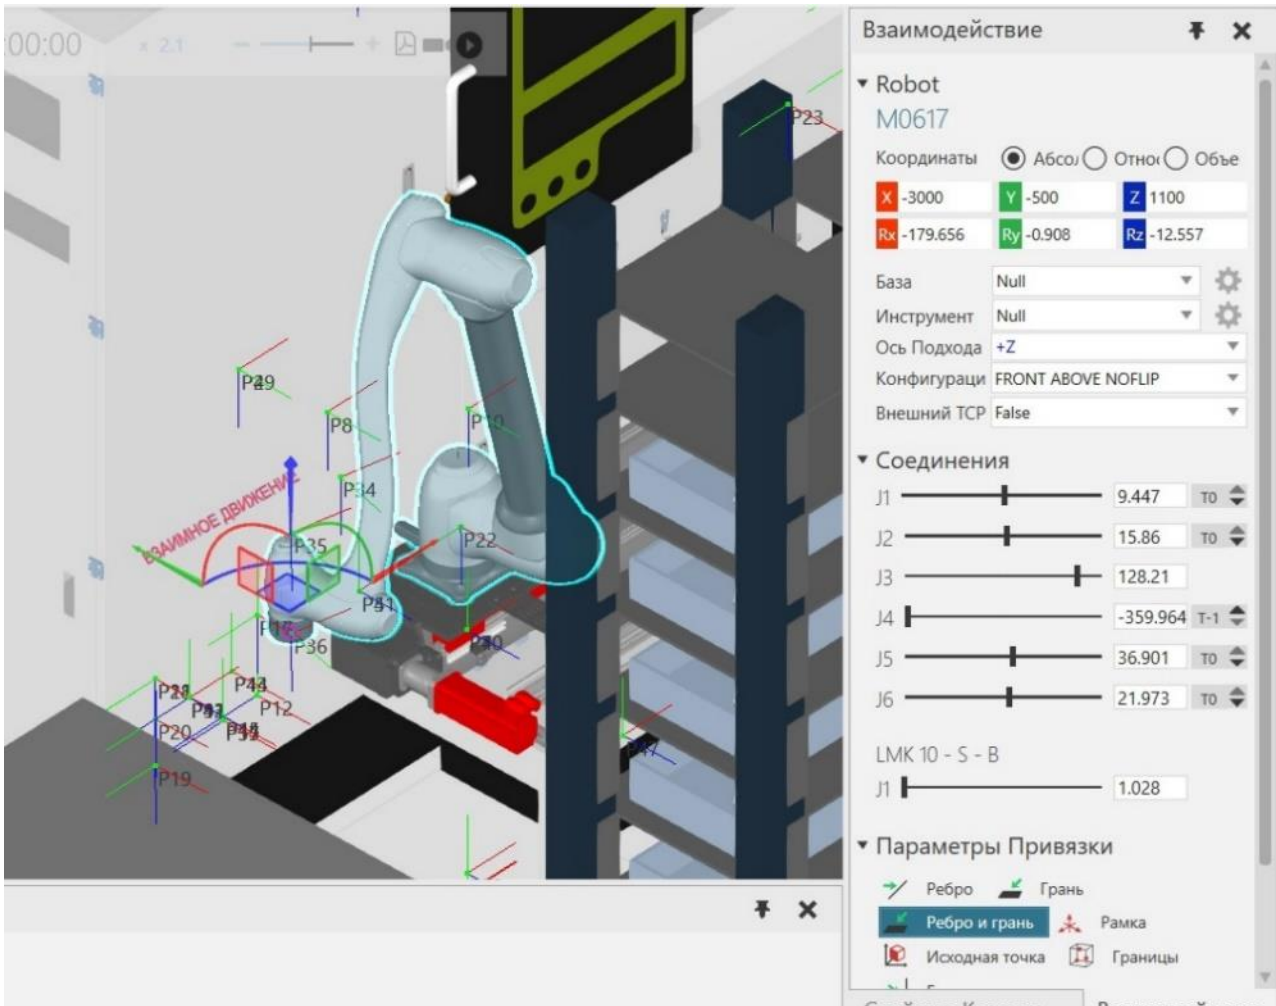 :00:00
x 2.1
P23
P8
P10
P34
ВЗАИМНОЕ ДВИЖЕНИЕ
P35
P22
P36
P12
P20
P19
P47
Взаимодействие
Robot
M0617
Координаты Абсо Отно Объе
X -3000 Y -500 Z 1100
Rx -179.656 Ry -0.908 Rz -12.557
База Null
Инструмент Null
Ось Подхода +Z
Конфигураци FRONT ABOVE NOFLIP
Внешний TCP False
Соединения
J1 9.447 T0
J2 15.86 T0
J3 128.21
J4 -359.964 T-1
J5 36.901 T0
J6 21.973 T0
LMK 10 - S - B
J1 1.028
Параметры Привязки
Ребро Грань
Ребро и грань Рамка
Исходная точка Границы